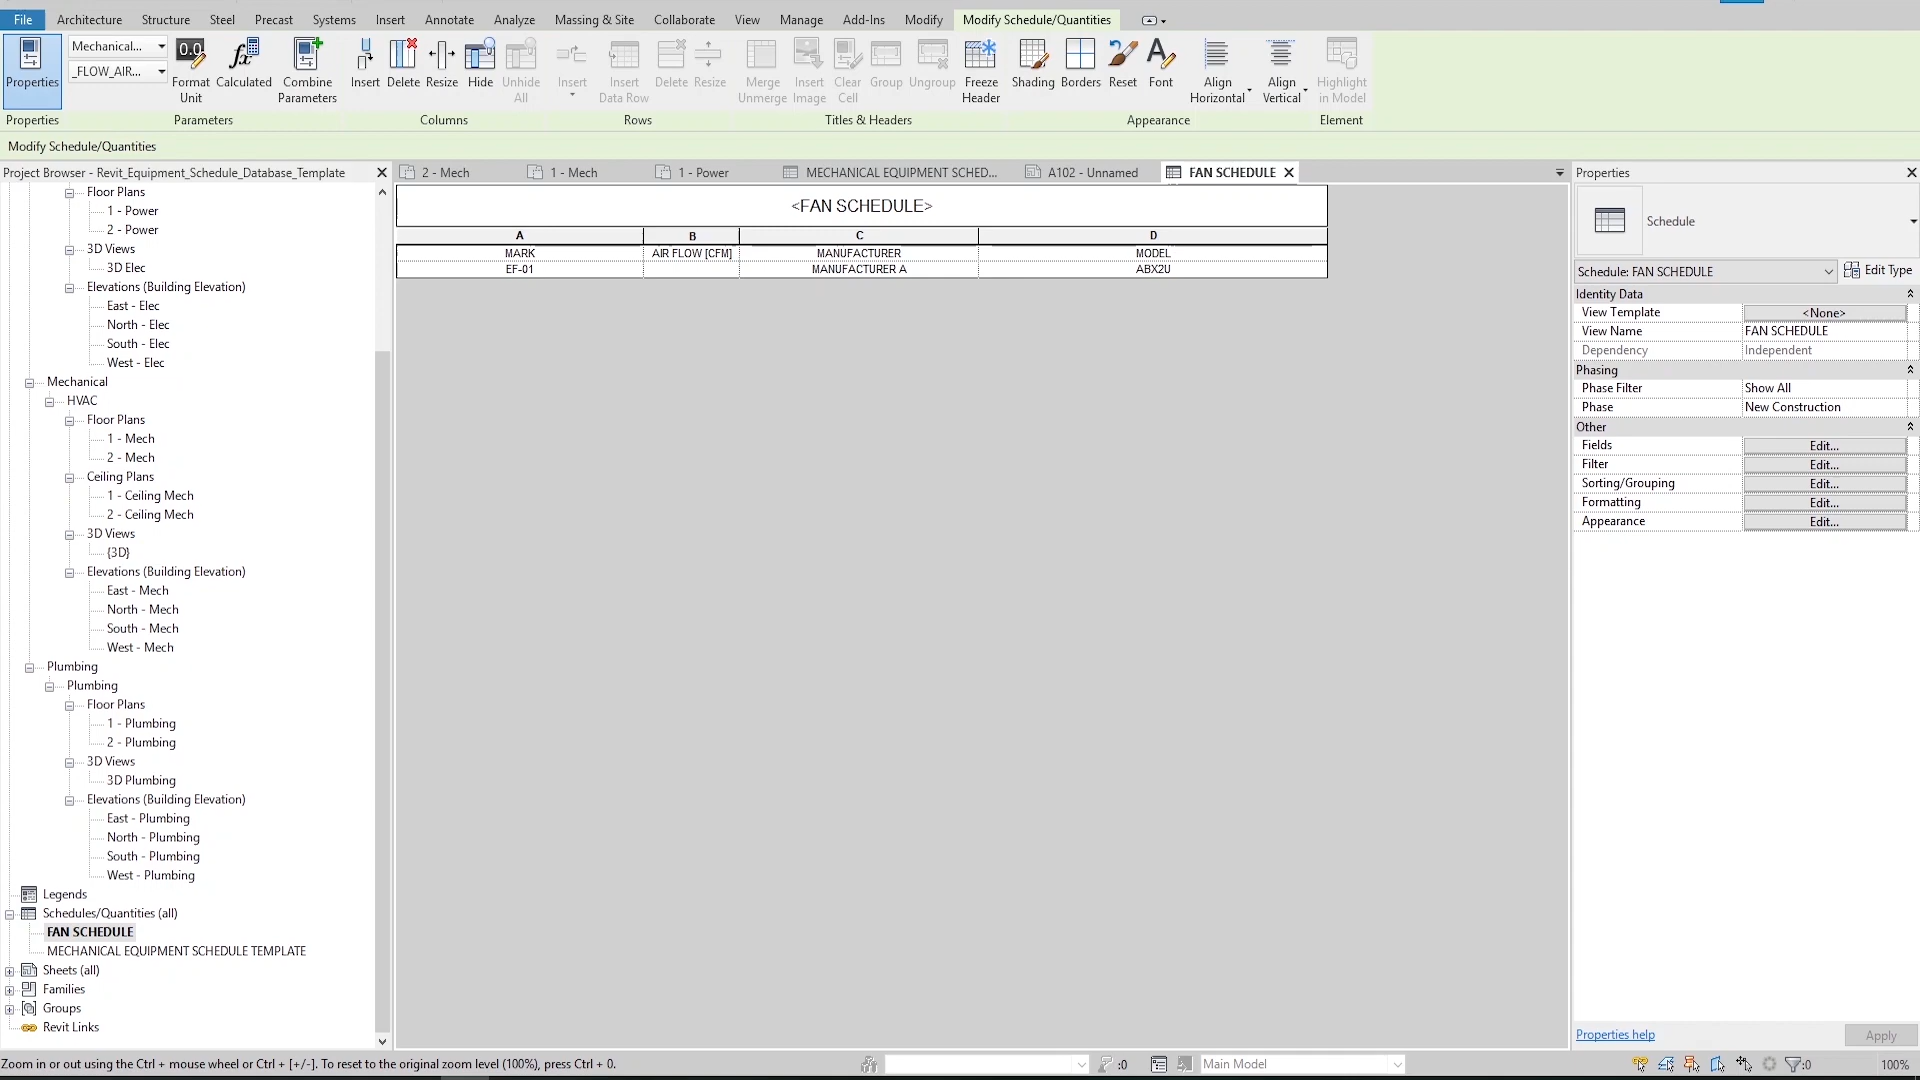 File Architecture Structure Steel Precast Systems Insert Annotate Analyze Massing & Site Collaborate View Manage Add-Ins Modify Modify Schedule/Quantities
Properties
Mechanical...
_FLOW_AIR...
0.0
Format Unit
Calculated
Combine Parameters
Insert Delete Resize Hide Unhide All
Insert
Insert Data Row
Delete Resize
Merge Unmerge
Insert Image
Clear Cell
Group Ungroup
Freeze Header
Shading Borders Reset Font
Align Horizontal
Align Vertical
Highlight in Model
Properties Parameters Columns Rows Titles & Headers Appearance Element
Modify Schedule/Quantities
Project Browser - Revit_Equipment_Schedule_Database_Template
Floor Plans
1 - Power
2 - Power
3D Views
3D Elec
Elevations (Building Elevation)
East - Elec
North - Elec
South - Elec
West - Elec
Mechanical
HVAC
Floor Plans
1 - Mech
2 - Mech
Ceiling Plans
1 - Ceiling Mech
2 - Ceiling Mech
3D Views
{3D}
Elevations (Building Elevation)
East - Mech
North - Mech
South - Mech
West - Mech
Plumbing
Plumbing
Floor Plans
1 - Plumbing
2 - Plumbing
3D Views
3D Plumbing
Elevations (Building Elevation)
East - Plumbing
North - Plumbing
South - Plumbing
West - Plumbing
Legends
Schedules/Quantities (all)
FAN SCHEDULE
MECHANICAL EQUIPMENT SCHEDULE TEMPLATE
Sheets (all)
Families
Groups
Revit Links
2 - Mech 1 - Mech 1 - Power MECHANICAL EQUIPMENT SCHED... A102 - Unnamed FAN SCHEDULE
<FAN SCHEDULE>
A B C D
MARK AIR FLOW [CFM] MANUFACTURER MODEL
EF-01 MANUFACTURER A ABX2U
Properties
Schedule
Schedule: FAN SCHEDULE Edit Type
Identity Data
View Template <None>
View Name FAN SCHEDULE
Dependency Independent
Phasing
Phase Filter Show All
Phase New Construction
Other
Fields Edit...
Filter Edit...
Sorting/Grouping Edit...
Formatting Edit...
Appearance Edit...
Properties help Apply
Zoom in or out using the Ctrl + mouse wheel or Ctrl + [+/-]. To reset to the original zoom level (100%), press Ctrl + 0.
:0 Main Model :0 100%